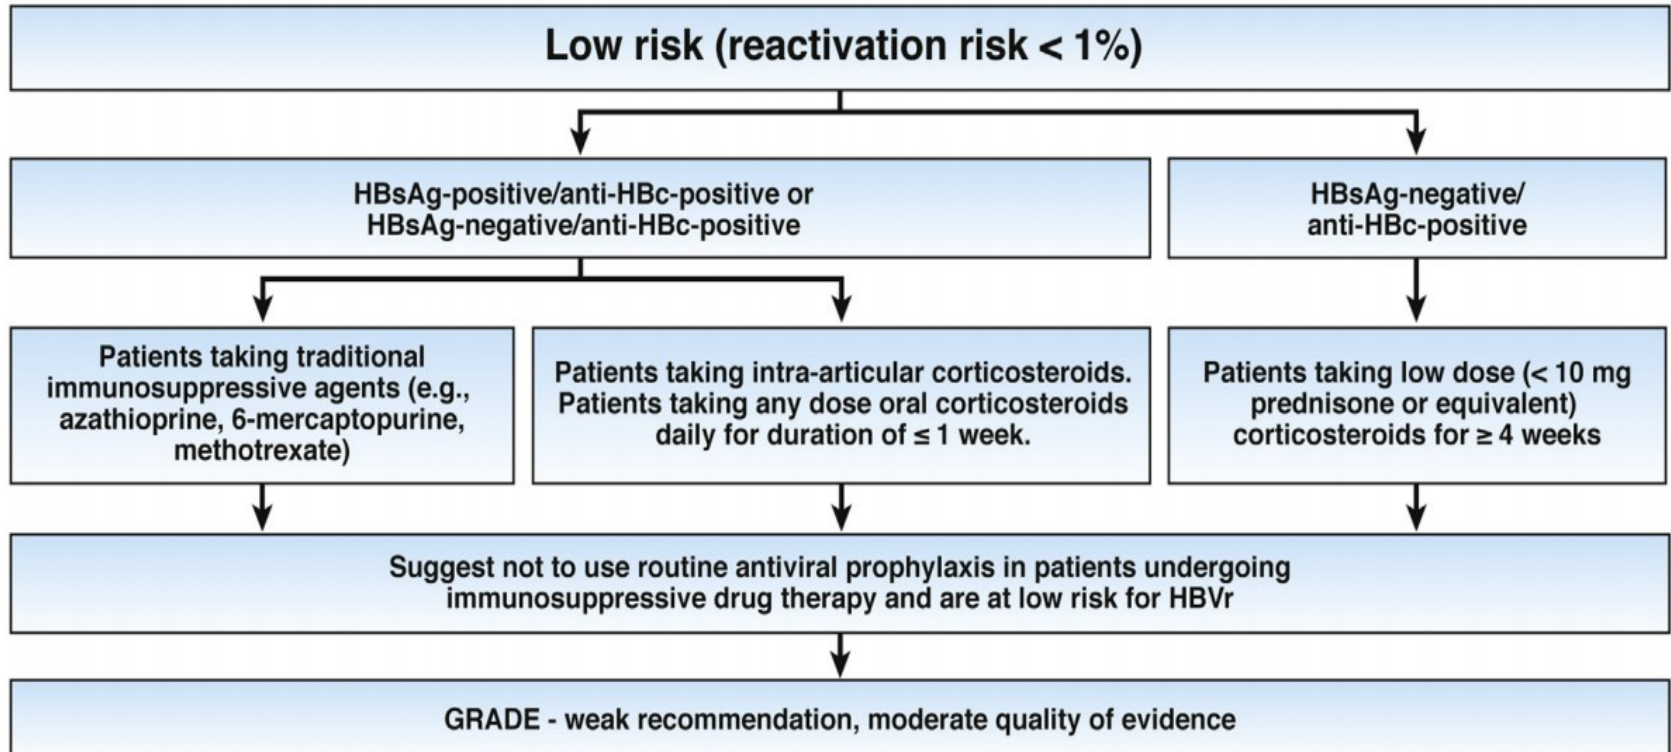 Low risk (reactivation risk < 1%)
HBsAg-positive/anti-HBc-positive or
HBsAg-negative/anti-HBc-positive
HBsAg-negative/
anti-HBc-positive
Patients taking traditional
immunosuppressive agents (e.g.,
azathioprine, 6-mercaptopurine,
methotrexate)
Patients taking intra-articular corticosteroids.
Patients taking any dose oral corticosteroids
daily for duration of ≤ 1 week.
Patients taking low dose (< 10 mg
prednisone or equivalent)
corticosteroids for ≥ 4 weeks
Suggest not to use routine antiviral prophylaxis in patients undergoing
immunosuppressive drug therapy and are at low risk for HBVr
GRADE - weak recommendation, moderate quality of evidence